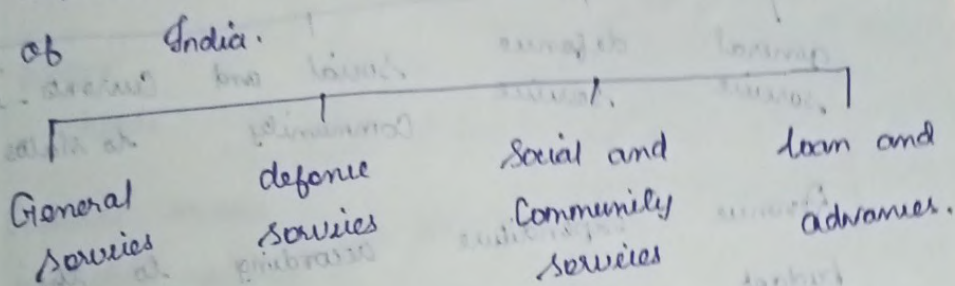 of India.
General services
defence services
Social and Community services
loan and advances.